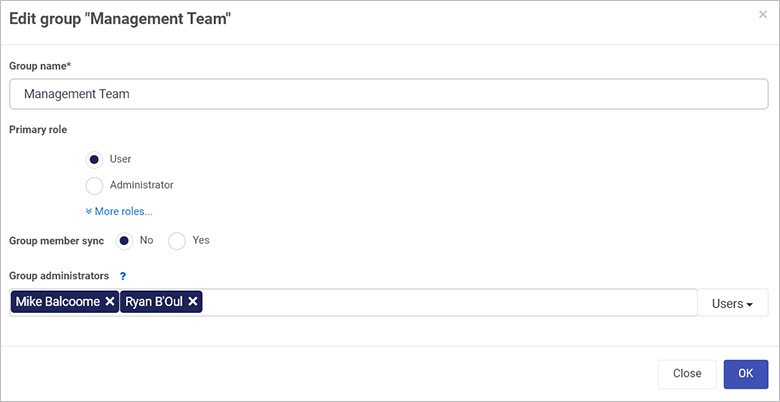 Edit group "Management Team"
×
Group name*
Management Team
Primary role
User
Administrator
More roles...
Group member sync No Yes
Group administrators ?
Mike Balcoome × Ryan B'Oul × Users
Close OK